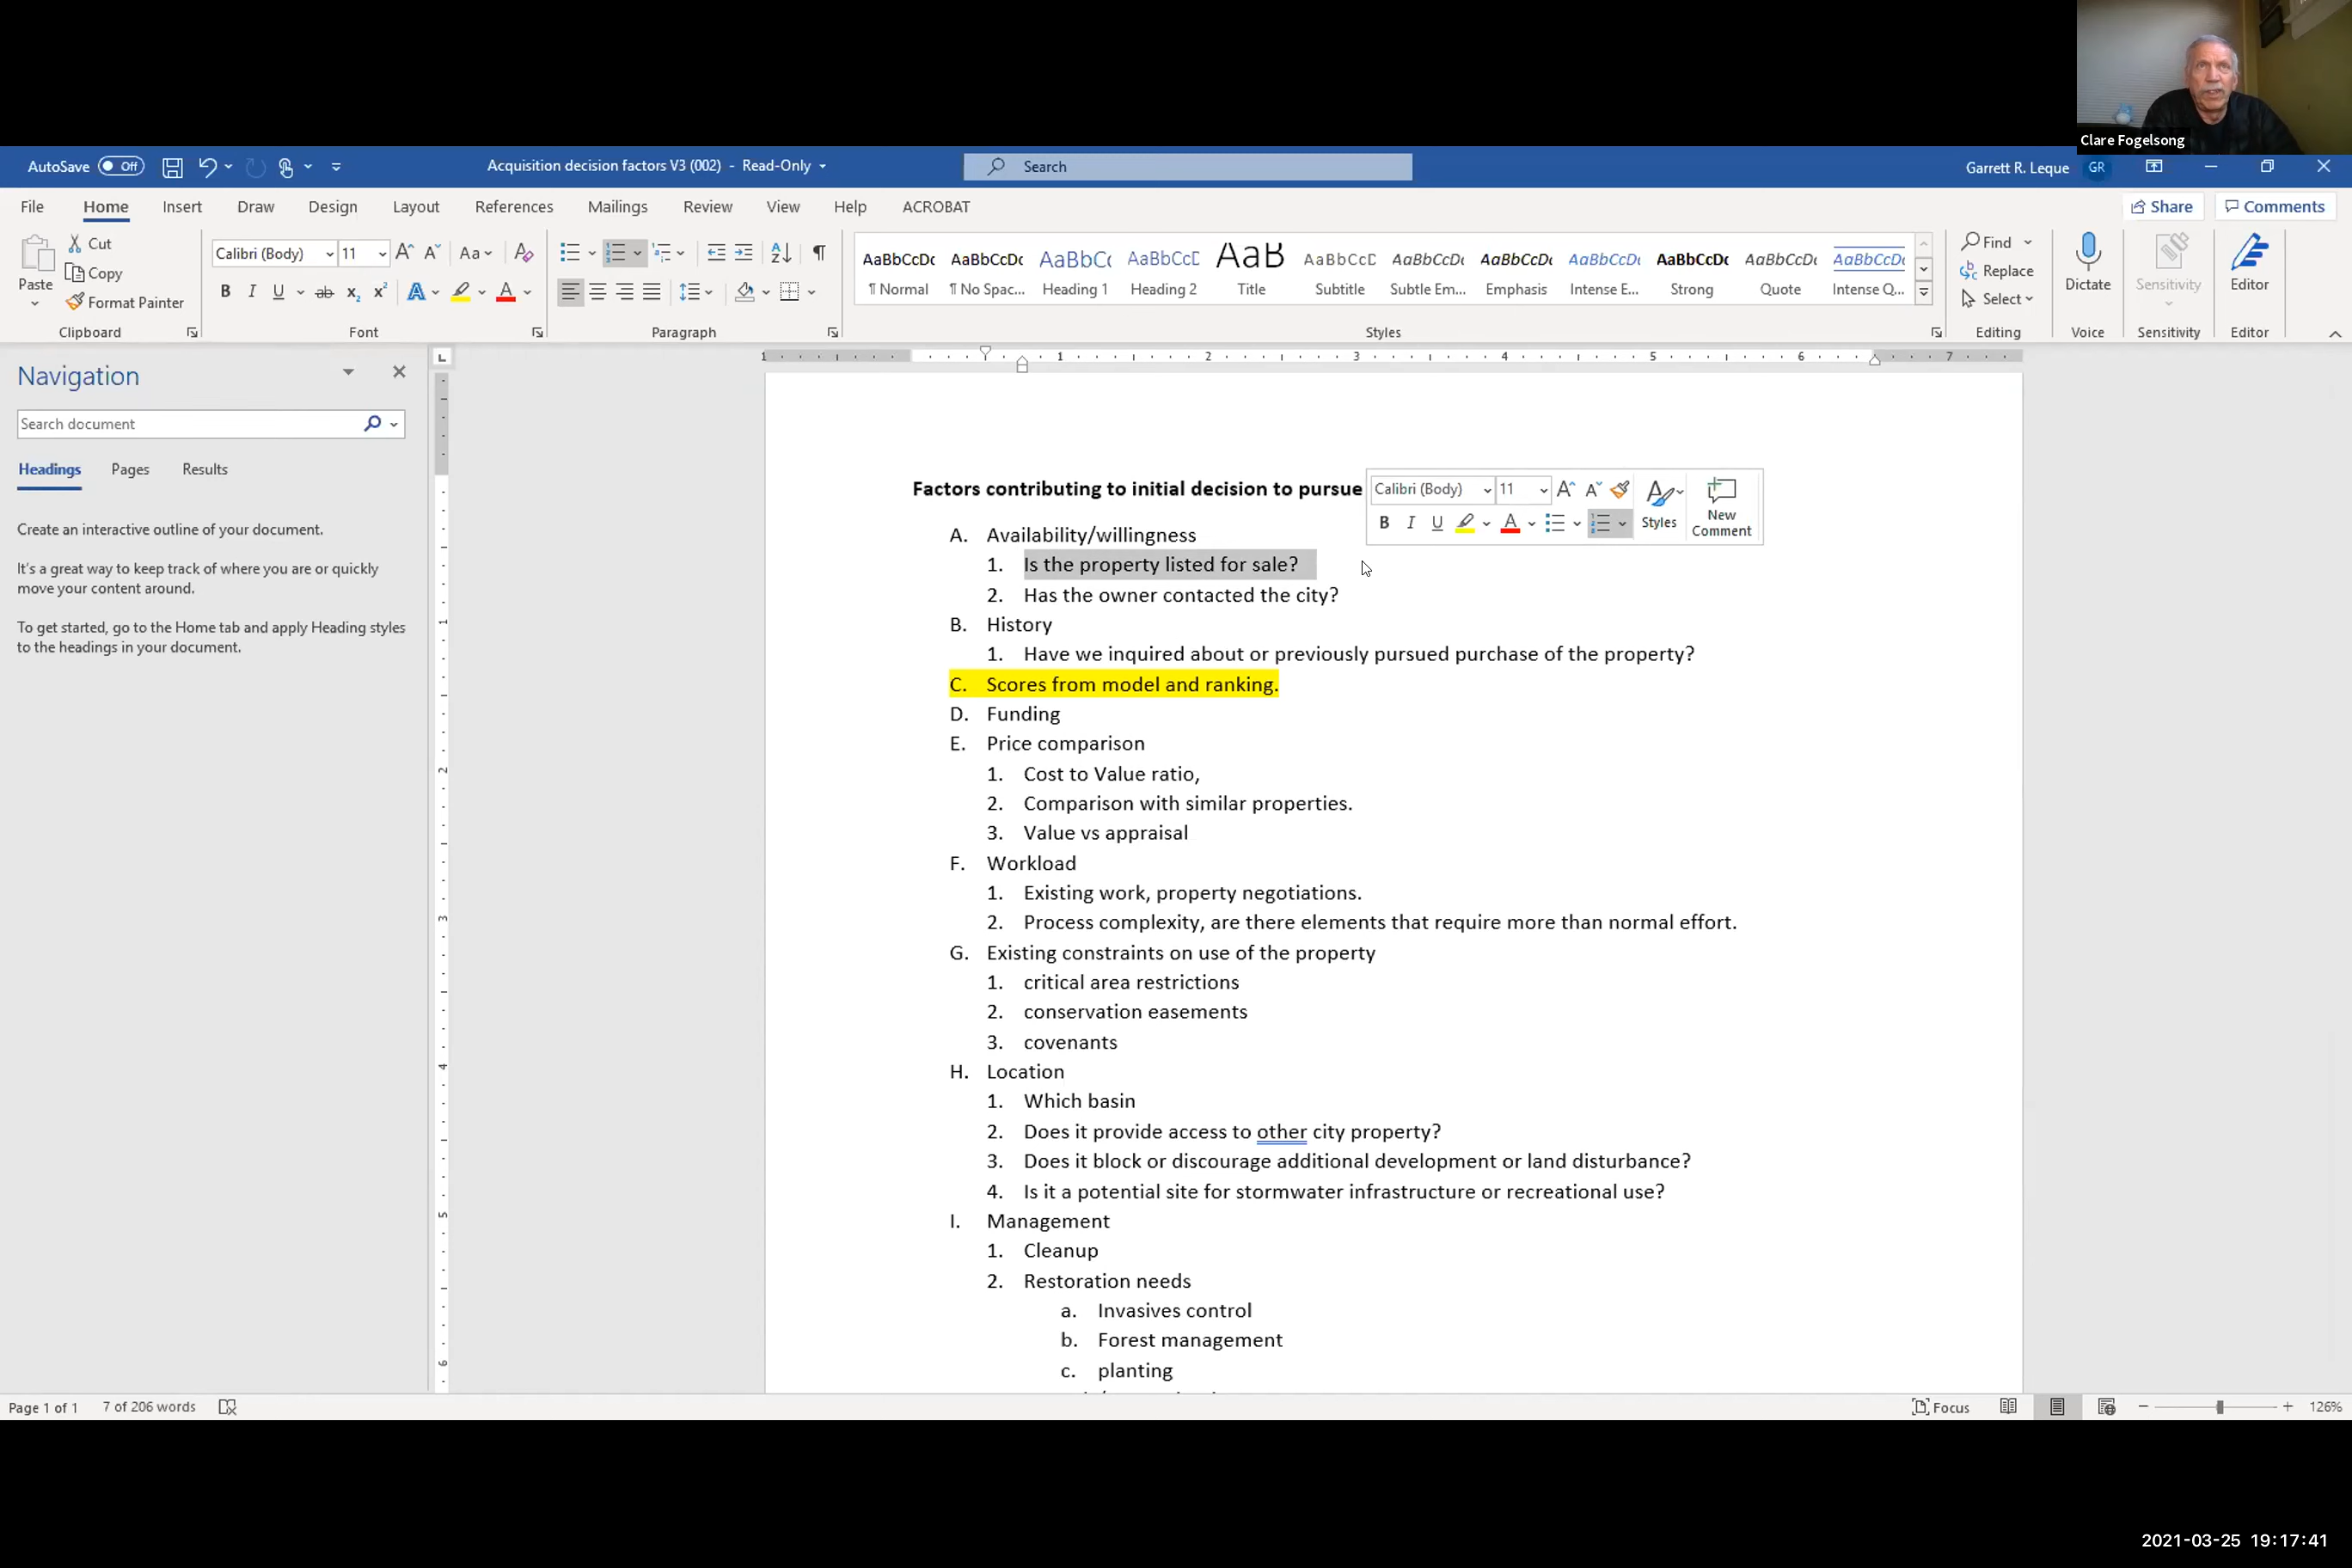 Clare Fogelsong
AutoSave Off Acquisition decision factors V3 (002) - Read-Only Search Garrett R. Leque GR
File Home Insert Draw Design Layout References Mailings Review View Help ACROBAT Share Comments
Paste Cut Copy Format Painter
Calibri (Body) 11
AaBbCcDc AaBbCcDc AaBbC( AaBbCcD AaB AaBbCcD AaBbCcDc AaBbCcDc AaBbCcDc AaBbCcDc AaBbCcDc AaBbCcDc
¶ Normal ¶ No Spac... Heading 1 Heading 2 Title Subtitle Subtle Em... Emphasis Intense E... Strong Quote Intense Q...
Find Replace Select Dictate Sensitivity Editor
Clipboard Font Paragraph Styles Editing Voice Sensitivity Editor
1 1 2 3 4 5 6 7
Navigation
Search document
Headings Pages Results
Create an interactive outline of your document.
It's a great way to keep track of where you are or quickly
move your content around.
To get started, go to the Home tab and apply Heading styles
to the headings in your document.
Factors contributing to initial decision to pursue
Calibri (Body) 11
B I U A Styles New Comment
A. Availability/willingness
1. Is the property listed for sale?
2. Has the owner contacted the city?
B. History
1. Have we inquired about or previously pursued purchase of the property?
C. Scores from model and ranking.
D. Funding
E. Price comparison
1. Cost to Value ratio,
2. Comparison with similar properties.
3. Value vs appraisal
F. Workload
1. Existing work, property negotiations.
2. Process complexity, are there elements that require more than normal effort.
G. Existing constraints on use of the property
1. critical area restrictions
2. conservation easements
3. covenants
H. Location
1. Which basin
2. Does it provide access to other city property?
3. Does it block or discourage additional development or land disturbance?
4. Is it a potential site for stormwater infrastructure or recreational use?
I. Management
1. Cleanup
2. Restoration needs
a. Invasives control
b. Forest management
c. planting
Page 1 of 1 7 of 206 words Focus 126%
2021-03-25 19:17:41